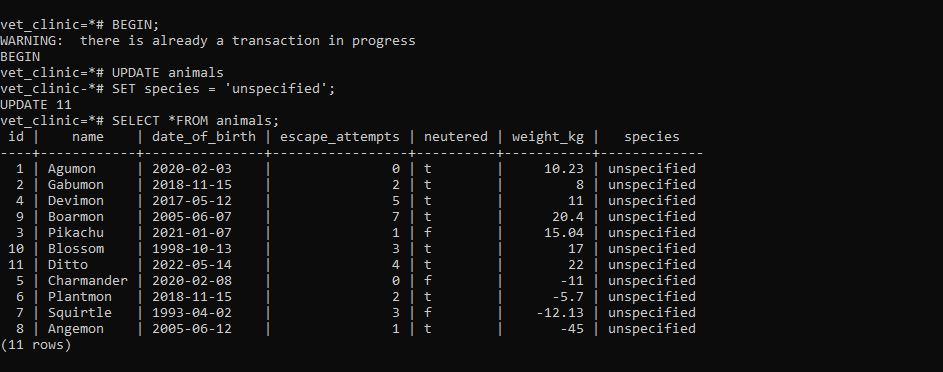 vet_clinic=*# BEGIN;
WARNING:  there is already a transaction in progress
BEGIN
vet_clinic=*# UPDATE animals
vet_clinic-*# SET species = 'unspecified';
UPDATE 11
vet_clinic=*# SELECT *FROM animals;
 id |    name    | date_of_birth | escape_attempts | neutered | weight_kg |   species
----+------------+---------------+-----------------+----------+-----------+-------------
  1 | Agumon     | 2020-02-03    |               0 | t        |     10.23 | unspecified
  2 | Gabumon    | 2018-11-15    |               2 | t        |         8 | unspecified
  4 | Devimon    | 2017-05-12    |               5 | t        |        11 | unspecified
  9 | Boarmon    | 2005-06-07    |               7 | t        |      20.4 | unspecified
  3 | Pikachu    | 2021-01-07    |               1 | f        |     15.04 | unspecified
 10 | Blossom    | 1998-10-13    |               3 | t        |        17 | unspecified
 11 | Ditto      | 2022-05-14    |               4 | t        |        22 | unspecified
  5 | Charmander | 2020-02-08    |               0 | f        |       -11 | unspecified
  6 | Plantmon   | 2018-11-15    |               2 | t        |      -5.7 | unspecified
  7 | Squirtle   | 1993-04-02    |               3 | f        |    -12.13 | unspecified
  8 | Angemon    | 2005-06-12    |               1 | t        |       -45 | unspecified
(11 rows)